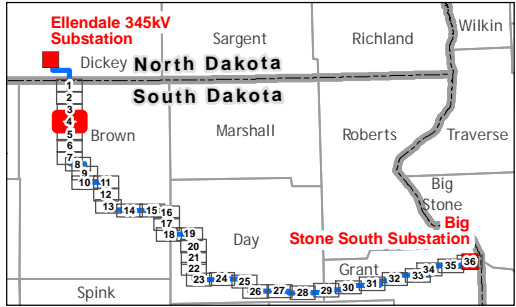 Ellendale 345kV
Substation
Dickey
Sargent
Richland
Wilkin
North Dakota
South Dakota
1
2
3
4
5
6
7
8
9
10
11
12
13
14
15
16
17
18
19
20
21
22
23
24
25
26
27
28
29
30
31
32
33
34
35
36
Brown
Marshall
Roberts
Traverse
Big
Stone
Big
Stone South Substation
Day
Grant
Spink